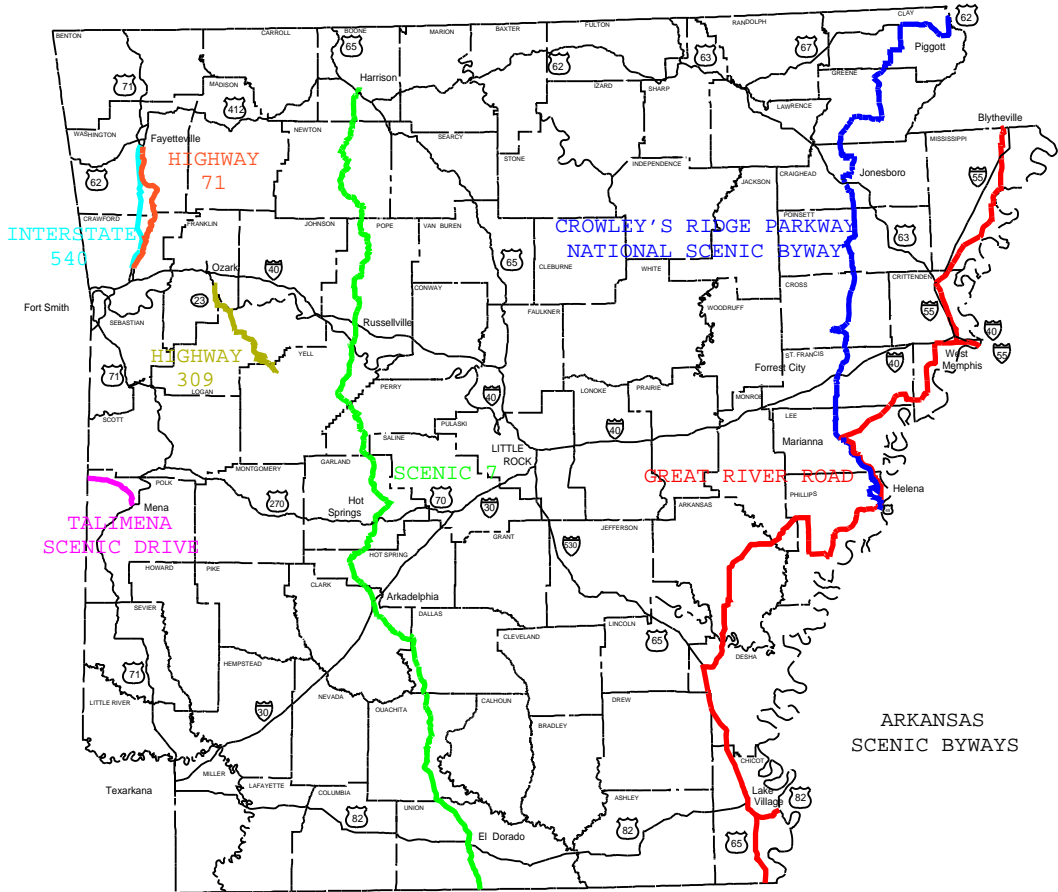 BENTON
CARROLL
BOONE
MARION
BAXTER
FULTON
RANDOLPH
CLAY
62
65
67
Piggott
71
MADISON
412
Harrison
62
IZARD
63
SHARP
GREENE
LAWRENCE
WASHINGTON
Fayetteville
NEWTON
SEARCY
STONE
INDEPENDENCE
JACKSON
CRAIGHEAD
Jonesboro
MISSISSIPPI
Blytheville
HIGHWAY
71
62
55
CRAWFORD
FRANKLIN
JOHNSON
POPE
VAN BUREN
POINSETT
INTERSTATE
540
CROWLEY'S RIDGE PARKWAY
NATIONAL SCENIC BYWAY
63
Ozark
40
65
CLEBURNE
WHITE
CROSS
CRITTENDEN
Fort Smith
23
SEBASTIAN
CONWAY
FAULKNER
WOODRUFF
55
Russellville
40
HIGHWAY
309
YELL
LOGAN
71
PERRY
ST. FRANCIS
Forrest City
40
West
Memphis
55
40
LONOKE
PRAIRIE
MONROE
SCOTT
PULASKI
LEE
40
SALINE
LITTLE
ROCK
Marianna
MONTGOMERY
GARLAND
SCENIC 7
GREAT RIVER ROAD
POLK
Mena
270
Hot
Springs
70
30
ARKANSAS
PHILLIPS
Helena
TALIMENA
SCENIC DRIVE
GRANT
JEFFERSON
530
HOT SPRING
HOWARD
PIKE
CLARK
Arkadelphia
SEVIER
DALLAS
CLEVELAND
LINCOLN
65
DESHA
HEMPSTEAD
71
LITTLE RIVER
NEVADA
OUACHITA
CALHOUN
DREW
30
BRADLEY
ARKANSAS
SCENIC BYWAYS
MILLER
LAFAYETTE
COLUMBIA
CHICOT
Texarkana
UNION
ASHLEY
Lake
Village
82
82
El Dorado
82
65